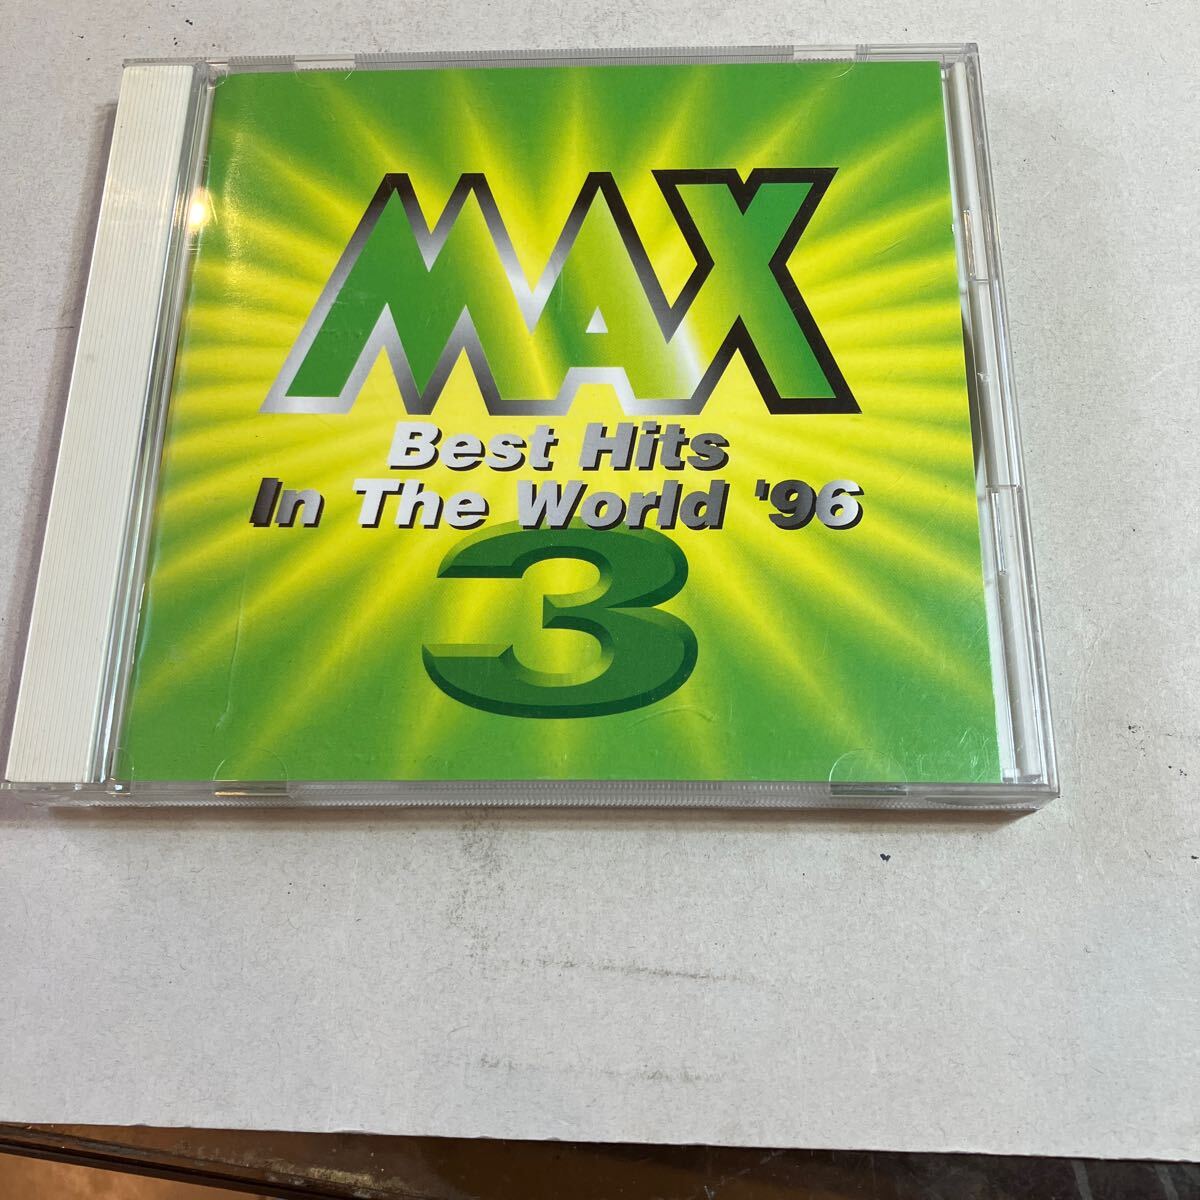 MAX
Best Hits
In The World '96
3